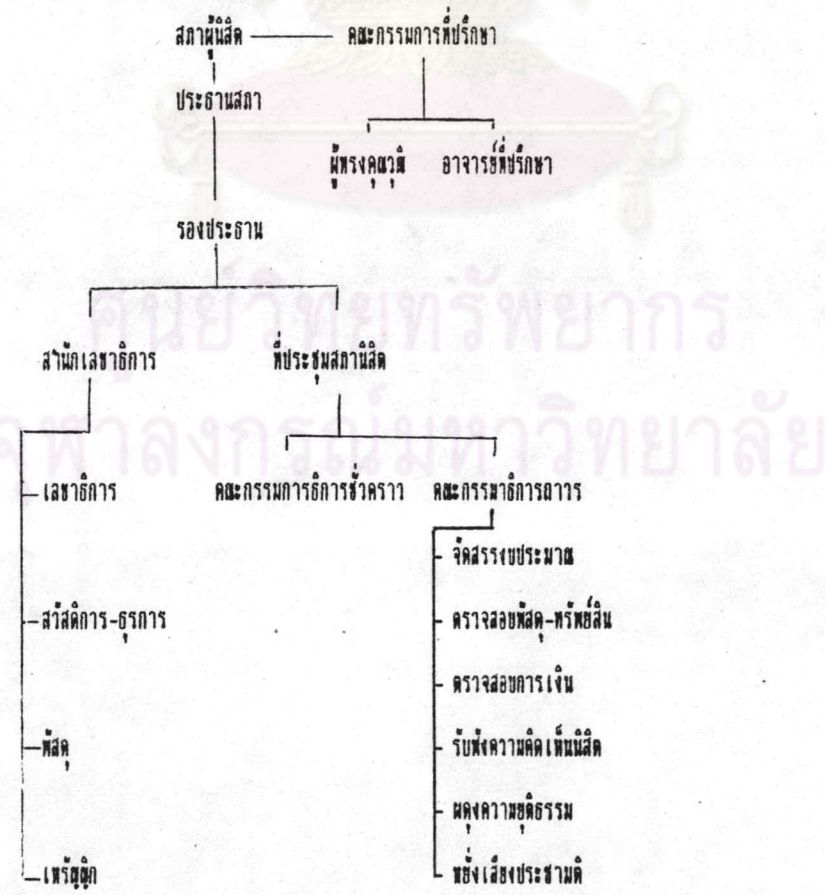 สภาผู้นิสิต คณะกรรมการที่ปรึกษา
ประธานสภา
ผู้ทรงคุณวุฒิ อาจารย์ที่ปรึกษา
รองประธาน
ศูนย์วิทยทรัพยากร
สำนักเลขาธิการ ที่ประชุมสภานิสิต
จุฬาลงกรณ์มหาวิทยาลัย
เลขาธิการ คณะกรรมการธิการชั่วคราว คณะกรรมาธิการถาวร
จัดสรรงบประมาณ
สวัสดิการ-ธุรการ ตรวจสอบพัสดุ-ทรัพย์สิน
ตรวจสอบการเงิน
พัสดุ รับฟังความคิดเห็นนิสิต
ผดุงความยุติธรรม
เหรัญญิก หยั่งเสียงประชามติ